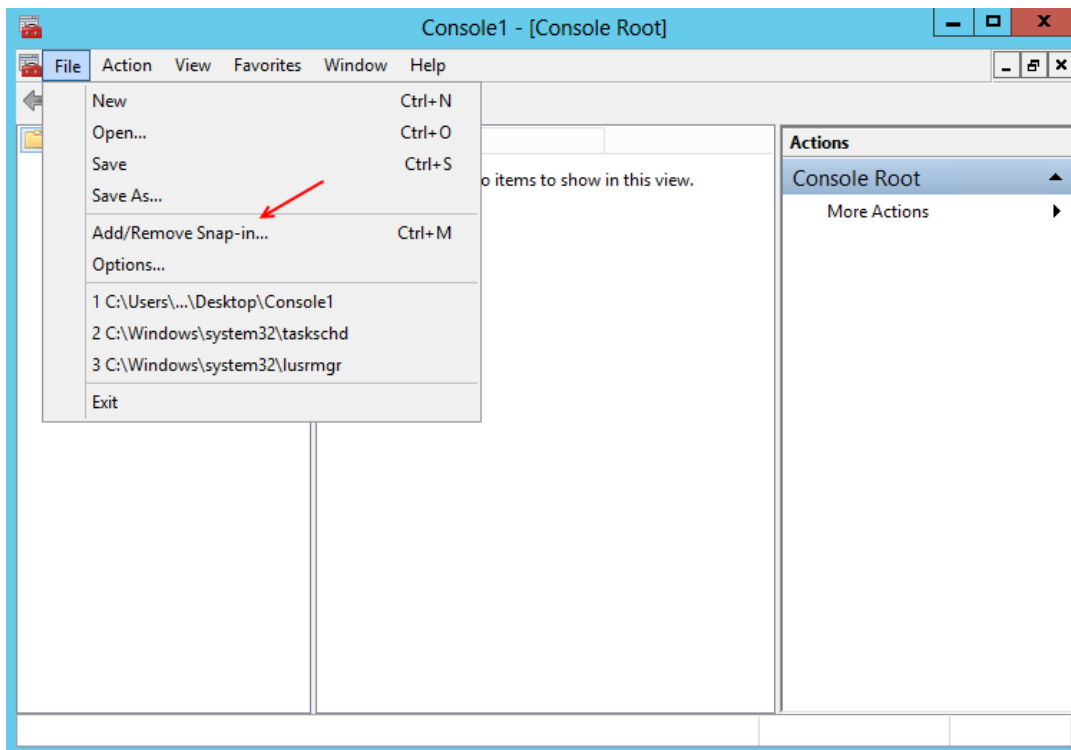 Console1 - [Console Root]
File Action View Favorites Window Help
New Ctrl+N
Open... Ctrl+O
Save Ctrl+S
Save As...
Add/Remove Snap-in... Ctrl+M
Options...
1 C:\Users\...\Desktop\Console1
2 C:\Windows\system32\taskschd
3 C:\Windows\system32\lusrmgr
Exit
o items to show in this view.
Actions
Console Root
More Actions